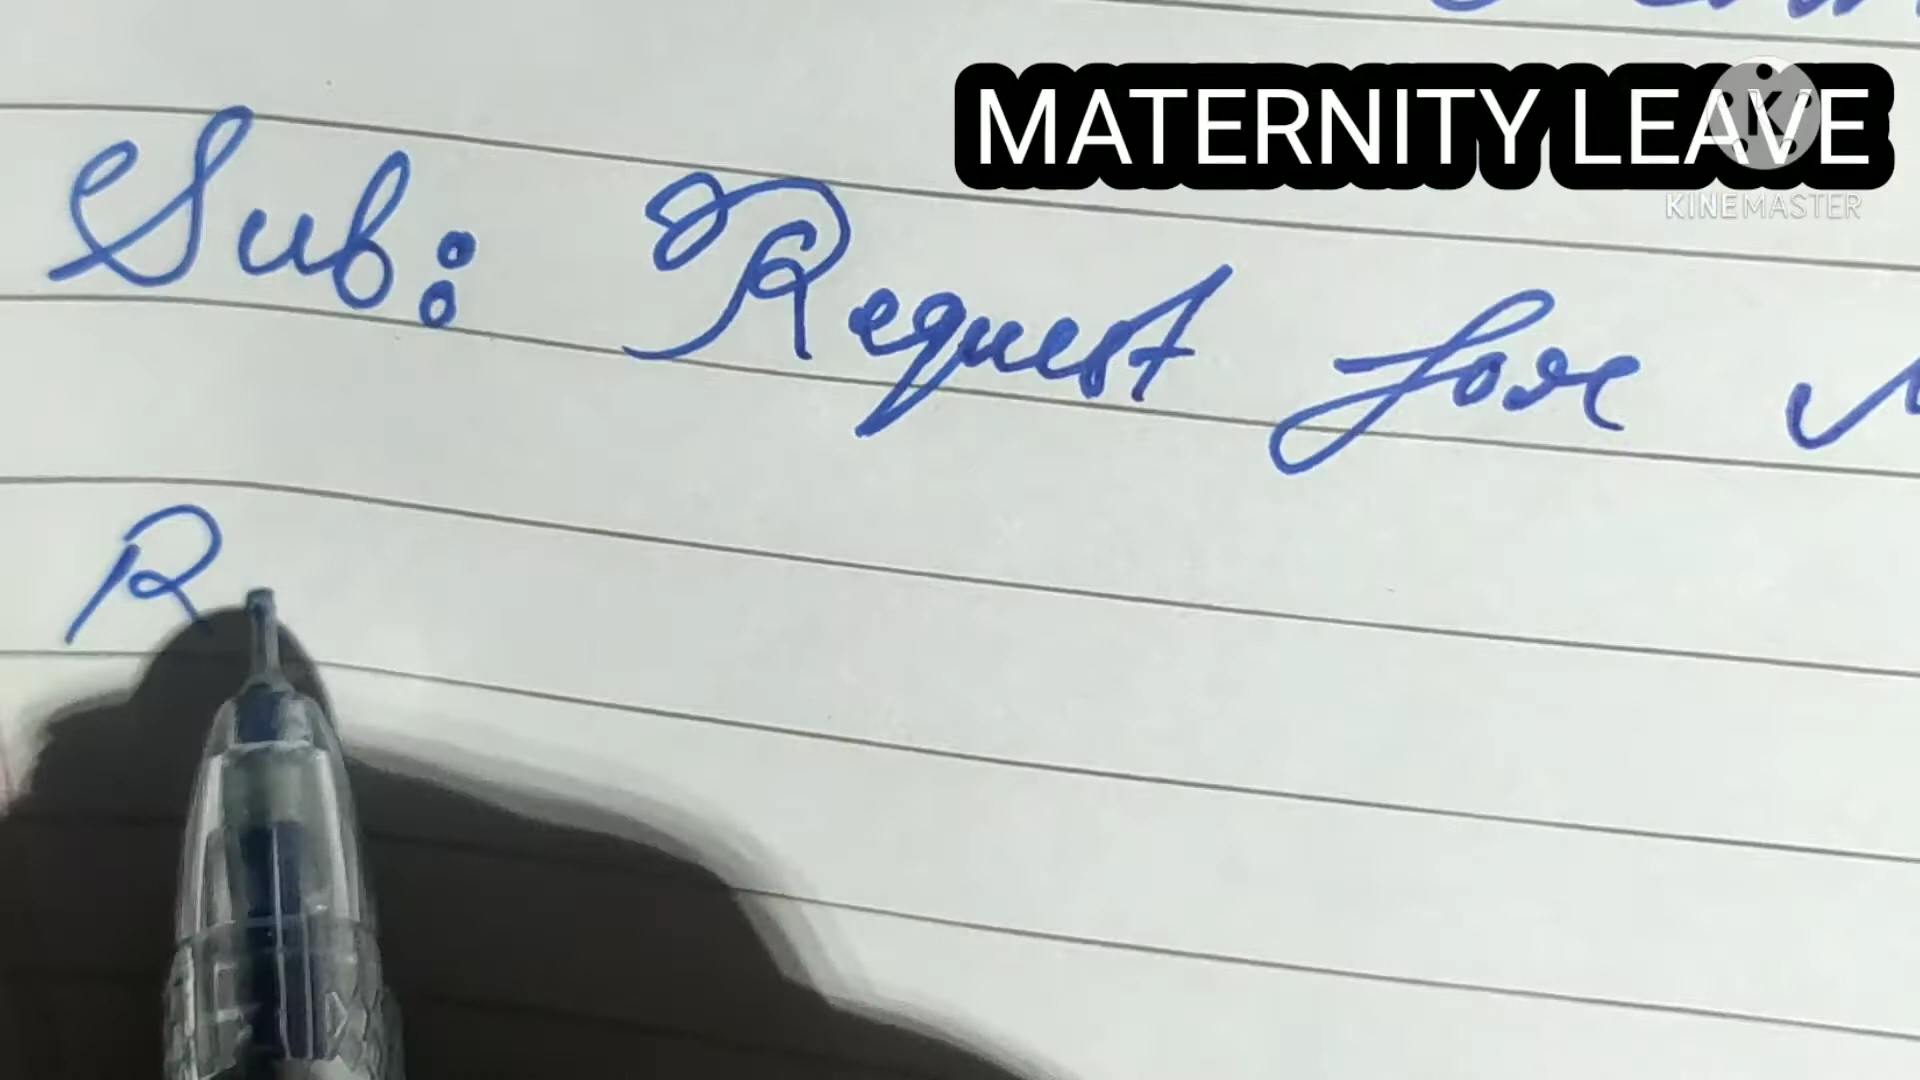 MATERNITY LEAVE
K
KINEMASTER
Sub: Request for
R